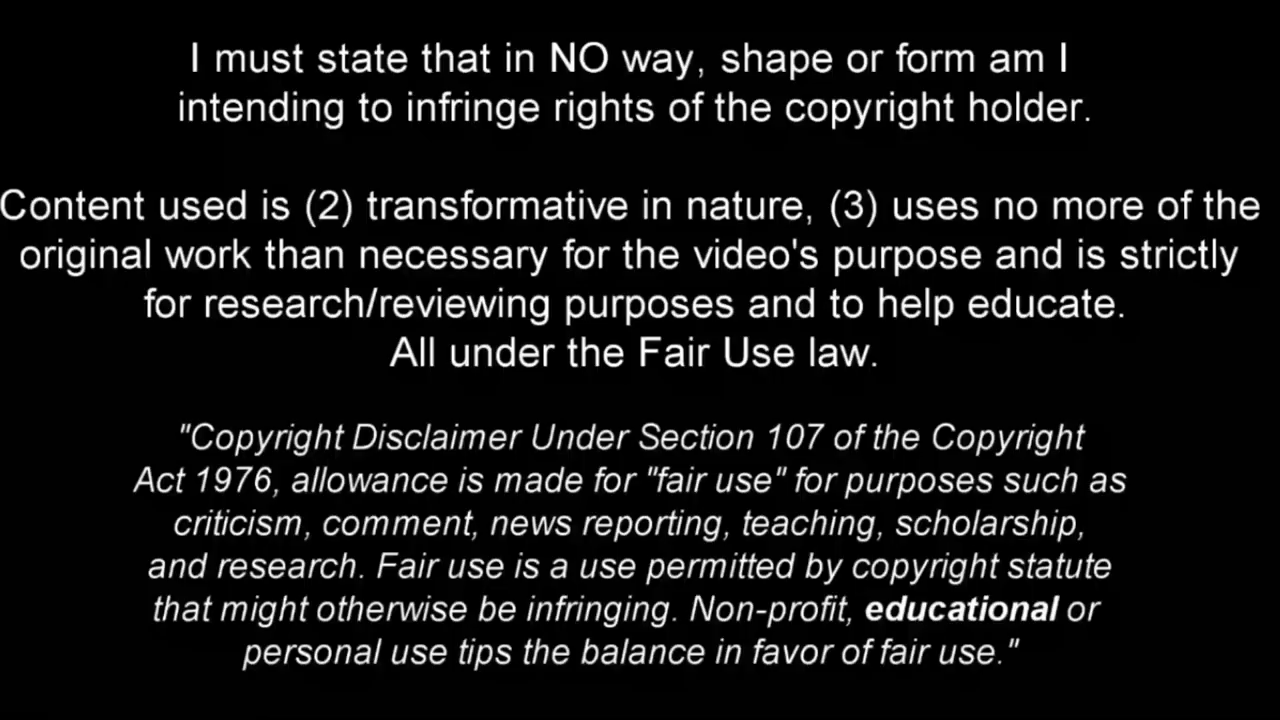 I must state that in NO way, shape or form am I
intending to infringe rights of the copyright holder.
Content used is (2) transformative in nature, (3) uses no more of the
original work than necessary for the video's purpose and is strictly
for research/reviewing purposes and to help educate.
All under the Fair Use law.
"Copyright Disclaimer Under Section 107 of the Copyright
Act 1976, allowance is made for "fair use" for purposes such as
criticism, comment, news reporting, teaching, scholarship,
and research. Fair use is a use permitted by copyright statute
that might otherwise be infringing. Non-profit, educational or
personal use tips the balance in favor of fair use."